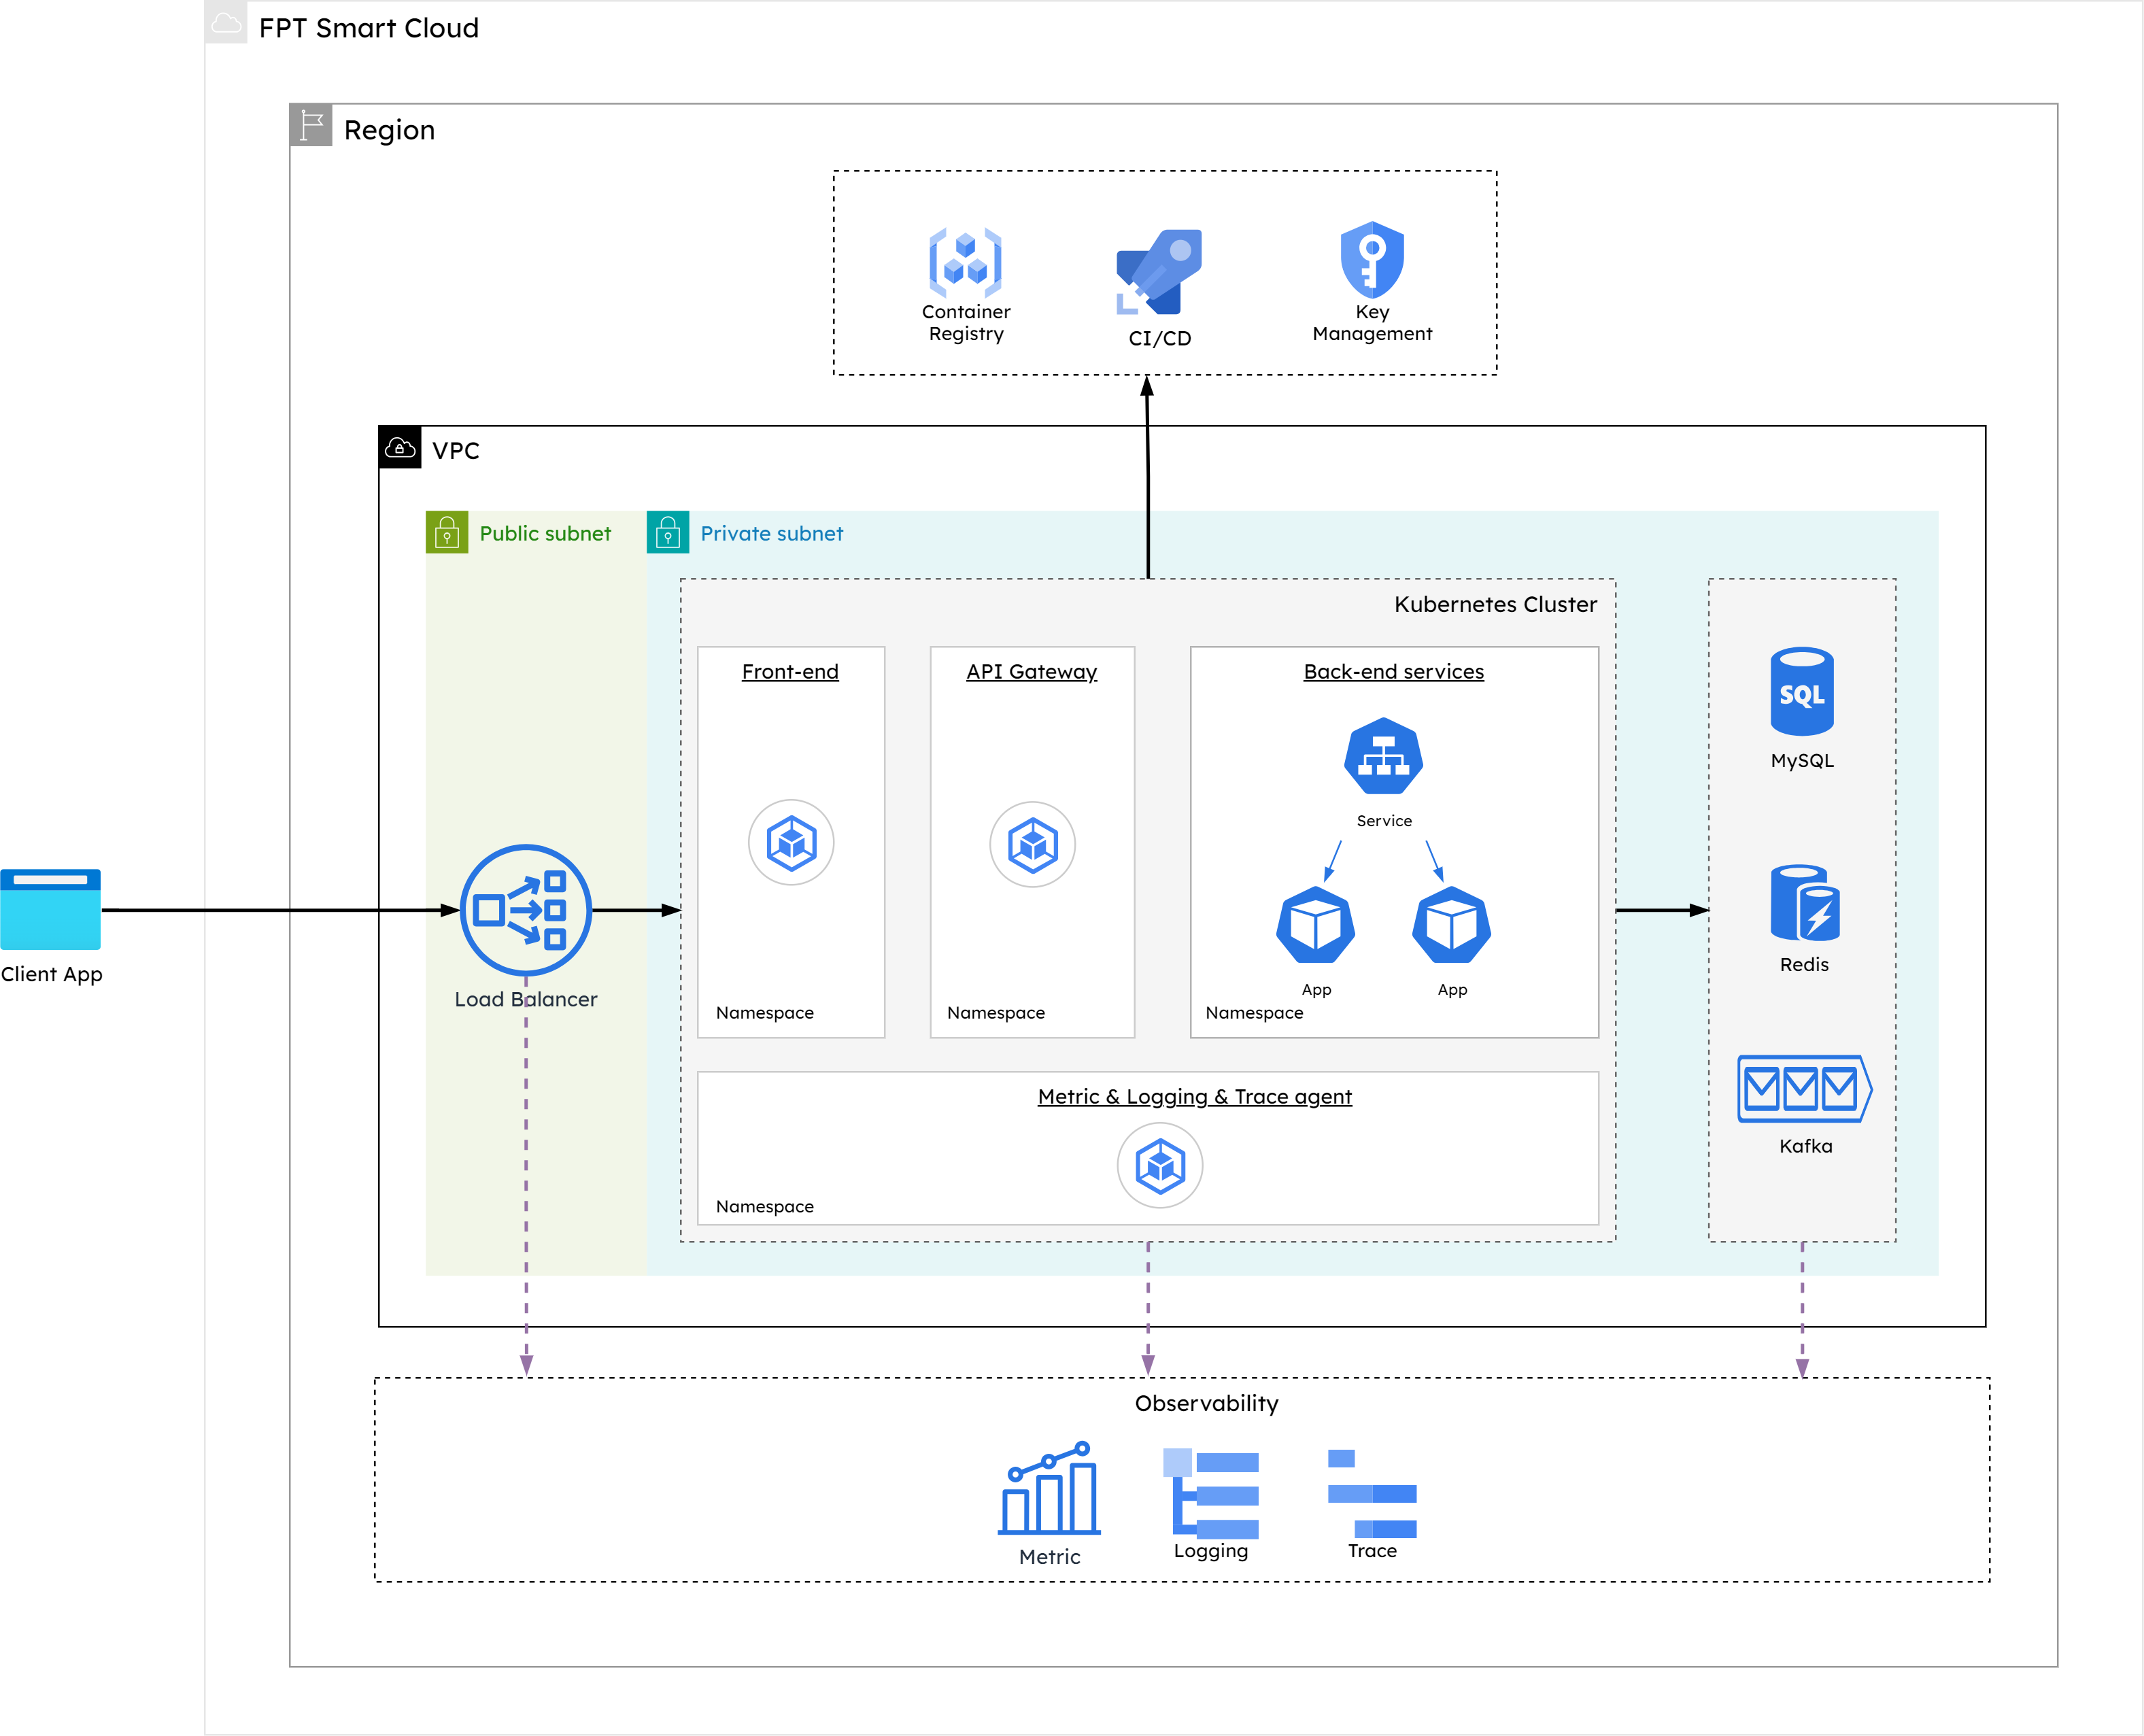 FPT Smart Cloud
Region
Container
Registry
CI/CD
Key
Management
VPC
Public subnet
Private subnet
Kubernetes Cluster
Front-end
Namespace
API Gateway
Namespace
Back-end services
Service
App
App
Namespace
Metric & Logging & Trace agent
Namespace
SQL
MySQL
Redis
Kafka
Client App
Load Balancer
Observability
Metric
Logging
Trace